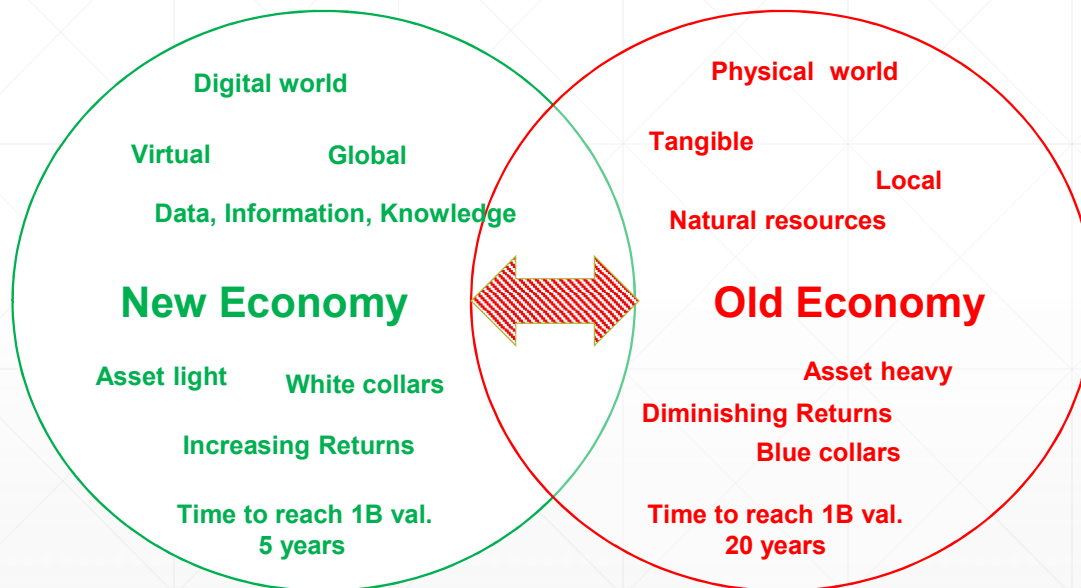 Digital world
Virtual
Global
Data, Information, Knowledge
New Economy
Asset light
White collars
Increasing Returns
Time to reach 1B val.
5 years
Physical world
Tangible
Local
Natural resources
Old Economy
Asset heavy
Diminishing Returns
Blue collars
Time to reach 1B val.
20 years